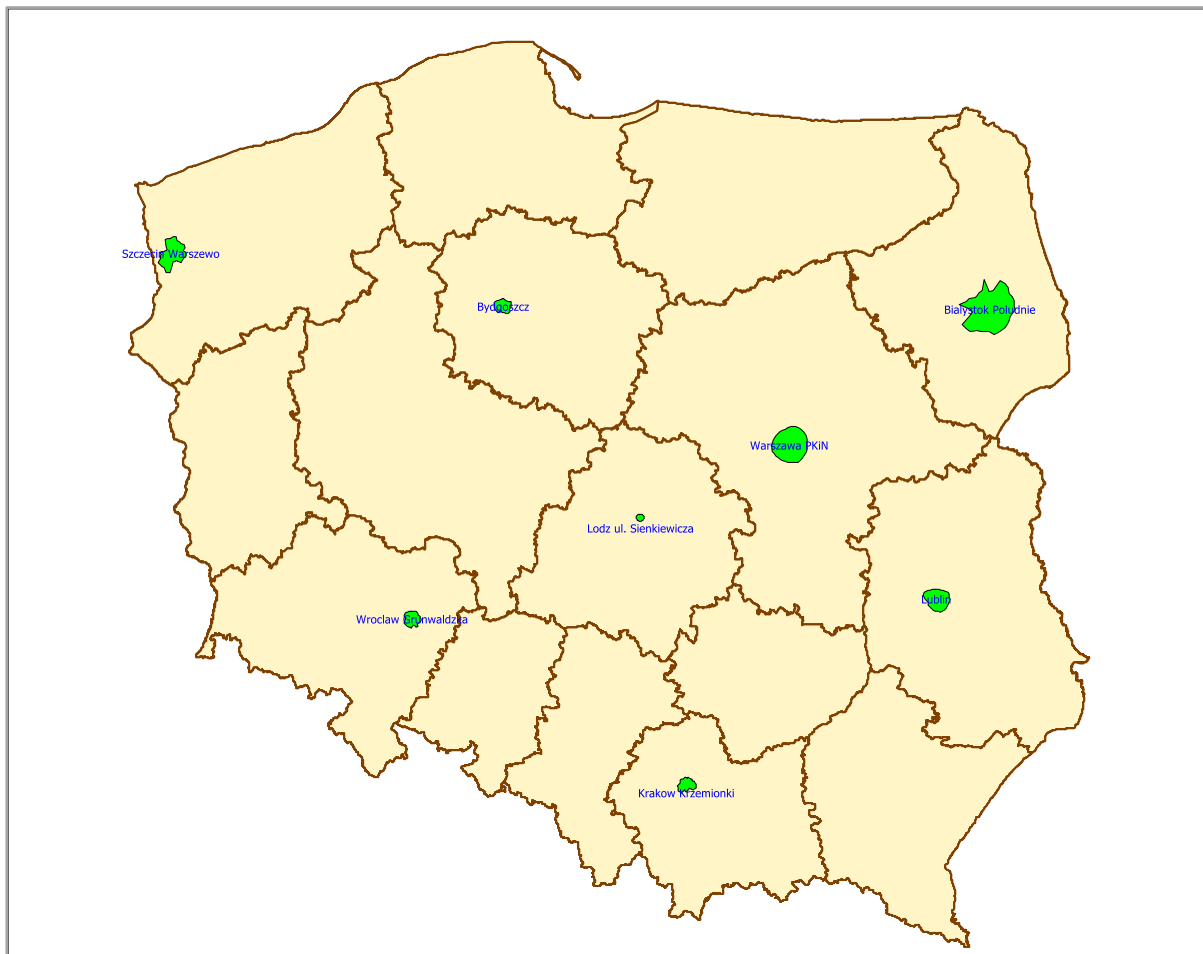 Szczecin Warszewo
Bydgoszcz
Bialystok Poludnie
Warszawa PKiN
Lodz ul. Sienkiewicza
Lublin
Wroclaw Grunwaldzka
Krakow Krzemionki